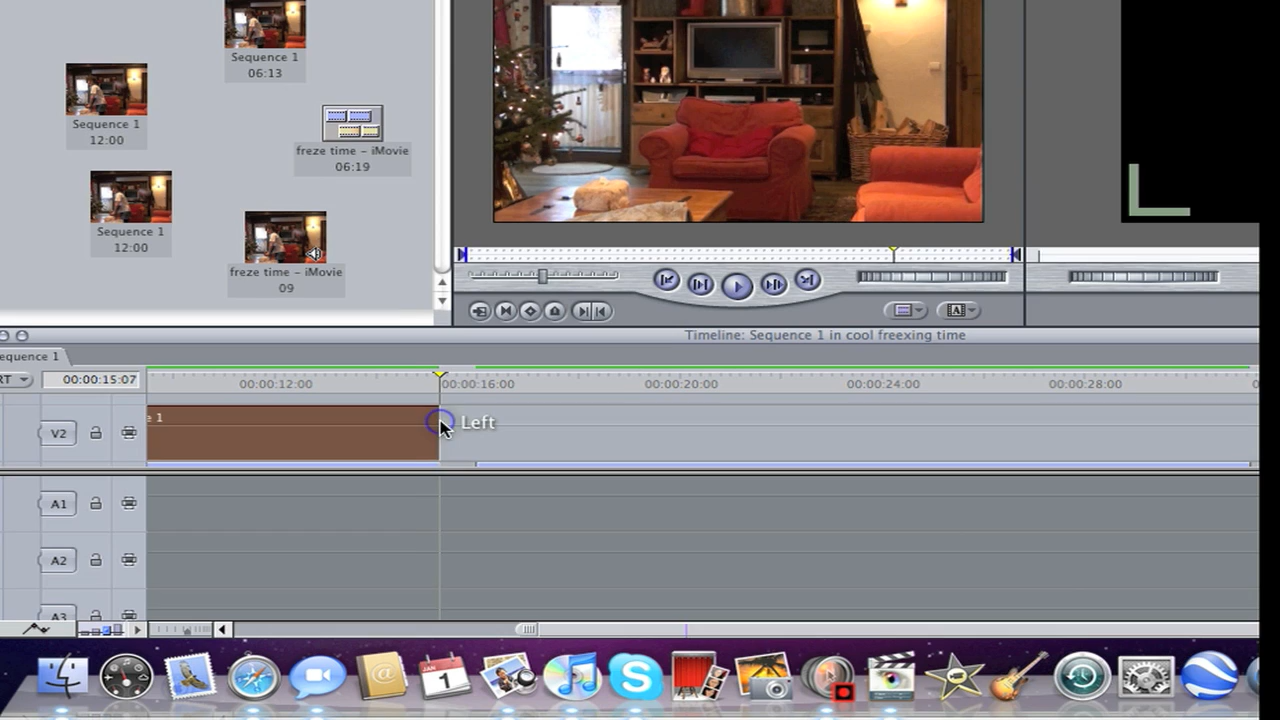 Sequence 1
06:13
Sequence 1
12:00
freze time – iMovie
06:19
Sequence 1
12:00
freze time – iMovie
09
Timeline: Sequence 1 in cool freexing time
equence 1
RT
00:00:15:07
00:00:12:00
00:00:16:00
00:00:20:00
00:00:24:00
00:00:28:00
e 1
Left
V2
A1
A2
A3
A
JAN
1